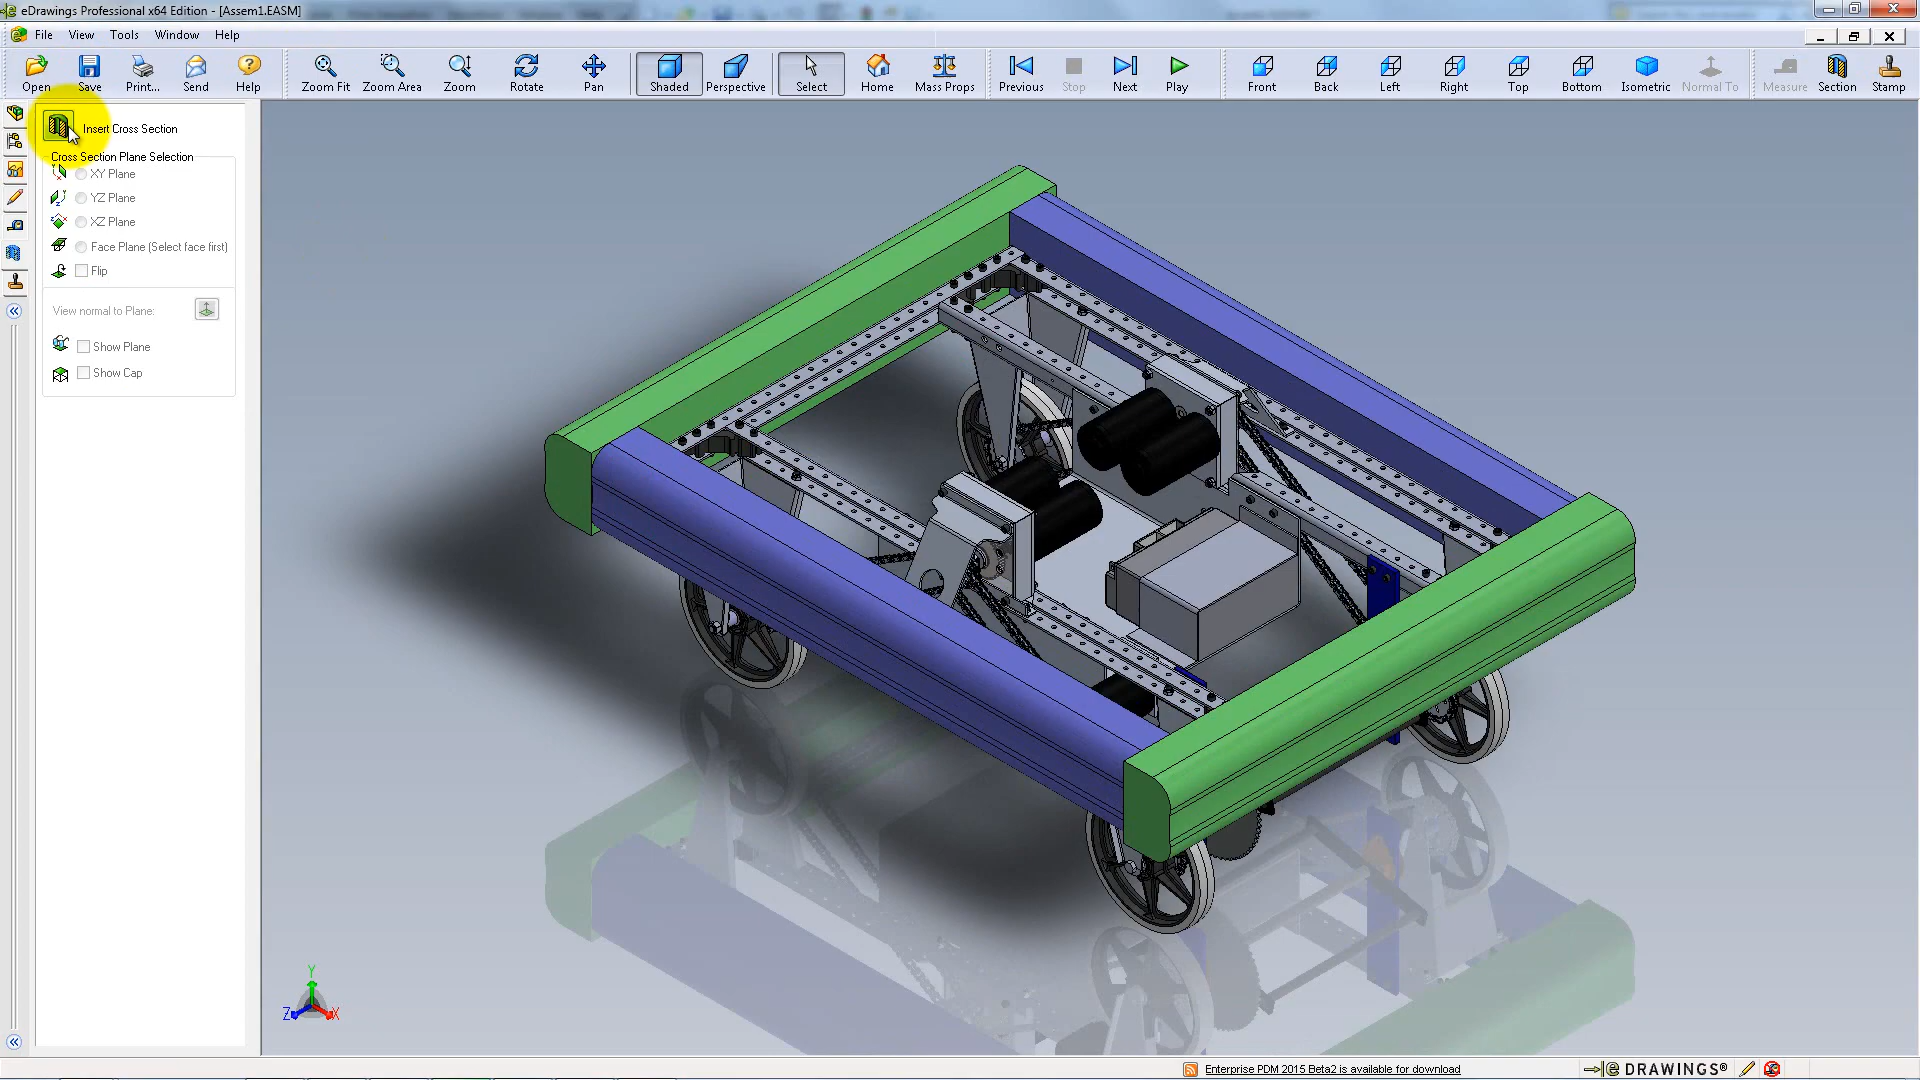 eDrawings Professional x64 Edition - [Assem1.EASM]
File View Tools Window Help
Open Save Print... Send Help Zoom Fit Zoom Area Zoom Rotate Pan Shaded Perspective Select Home Mass Props Previous Stop Next Play Front Back Left Right Top Bottom Isometric Normal To Measure Section Stamp
Insert Cross Section
Cross Section Plane Selection
XY Plane
YZ Plane
XZ Plane
Face Plane (Select face first)
Flip
View normal to Plane:
Show Plane
Show Cap
Y
Z X
Enterprise PDM 2015 Beta2 is available for download
e DRAWINGS®